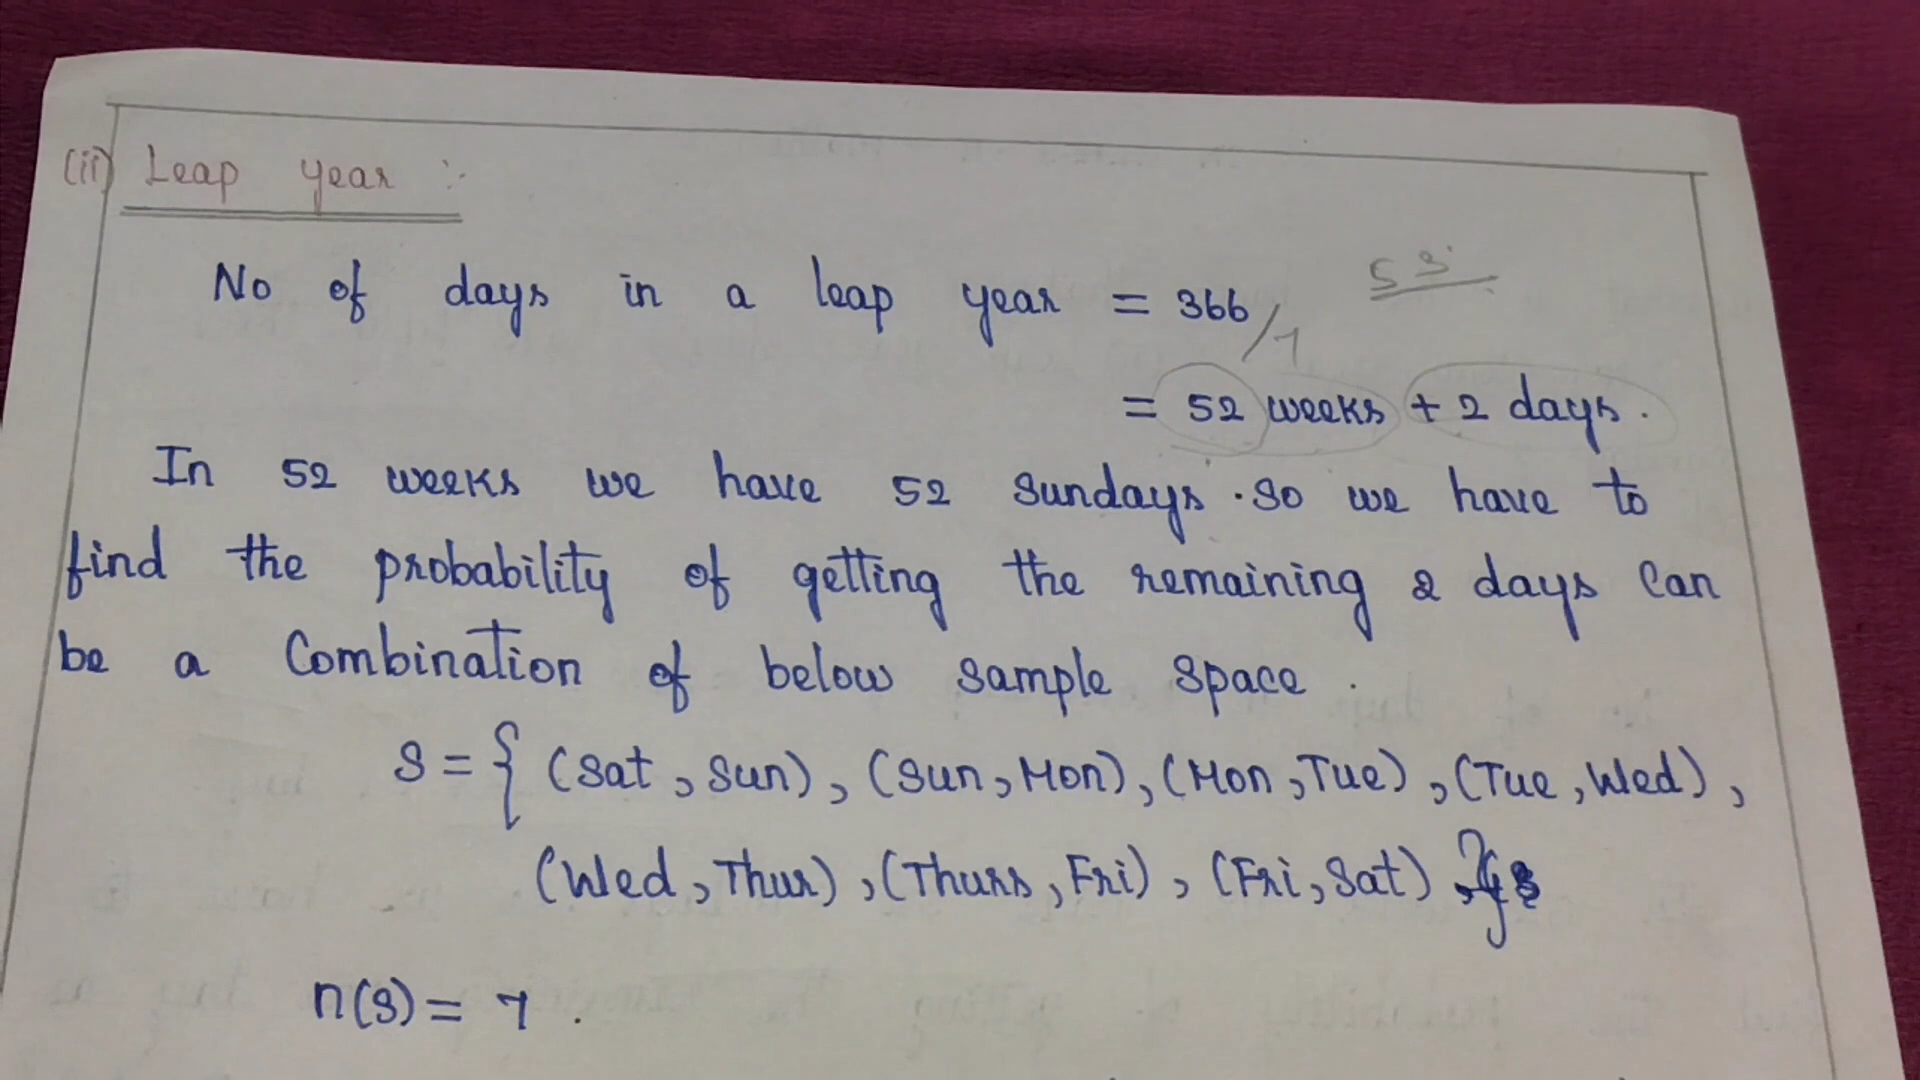 (ii) Leap year :-
No of days in a leap year = 366/7
53
= 52 weeks + 2 days.
In 52 weeks we have 52 Sundays. So we have to
find the probability of getting the remaining 2 days can
be a Combination of below sample space.
S = { (Sat, Sun), (Sun, Mon), (Mon, Tue), (Tue, Wed),
(Wed, Thur), (Thurs, Fri), (Fri, Sat) }
n(S) = 7.